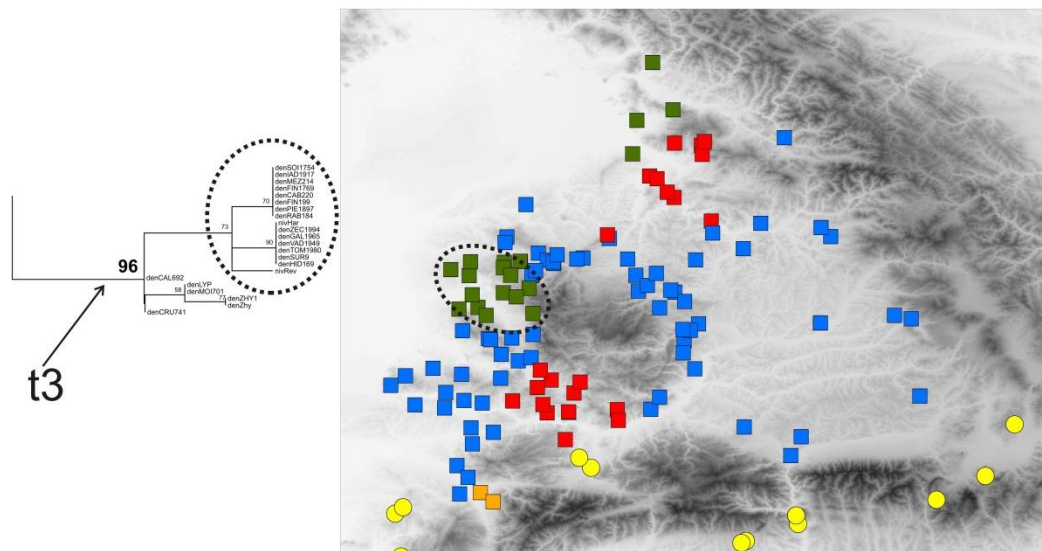 denSOI1754
denIAD1917
denMEZ214
denFIN1769
denCAB220
70
denFIN199
denPIE1897
denRAB184
nivHar
73
denZEC1994
denGAL1965
90
denVAD1949
denTOM1980
denSUR9
denHID169
96
nivRev
denCAL692
denLYP
58
denMOI701
77
denZHY1
denZhy
denCRU741
t3